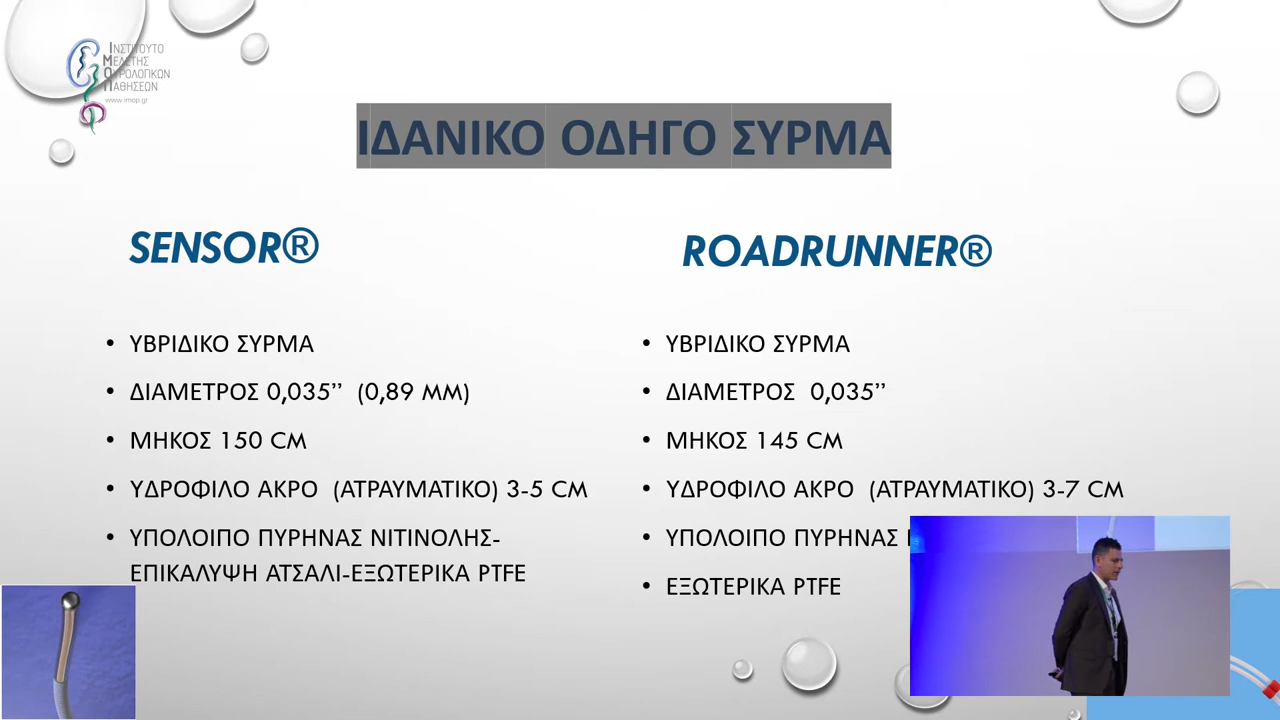 ΙΝΣΤΙΤΟΥΤΟ
ΜΕΛΕΤΗΣ
ΟΥΡΟΛΟΓΙΚΩΝ
ΠΑΘΗΣΕΩΝ
www.imop.gr
ΙΔΑΝΙΚΟ ΟΔΗΓΟ ΣΥΡΜΑ
SENSOR®
• ΥΒΡΙΔΙΚΟ ΣΥΡΜΑ
• ΔΙΑΜΕΤΡΟΣ 0,035’’ (0,89 MM)
• ΜΗΚΟΣ 150 CM
• ΥΔΡΟΦΙΛΟ ΑΚΡΟ (ΑΤΡΑΥΜΑΤΙΚΟ) 3-5 CM
• ΥΠΟΛΟΙΠΟ ΠΥΡΗΝΑΣ ΝΙΤΙΝΟΛΗΣ-
ΕΠΙΚΑΛΥΨΗ ΑΤΣΑΛΙ-ΕΞΩΤΕΡΙΚΑ PTFE
ROADRUNNER®
• ΥΒΡΙΔΙΚΟ ΣΥΡΜΑ
• ΔΙΑΜΕΤΡΟΣ 0,035’’
• ΜΗΚΟΣ 145 CM
• ΥΔΡΟΦΙΛΟ ΑΚΡΟ (ΑΤΡΑΥΜΑΤΙΚΟ) 3-7 CM
• ΥΠΟΛΟΙΠΟ ΠΥΡΗΝΑΣ
• ΕΞΩΤΕΡΙΚΑ PTFE